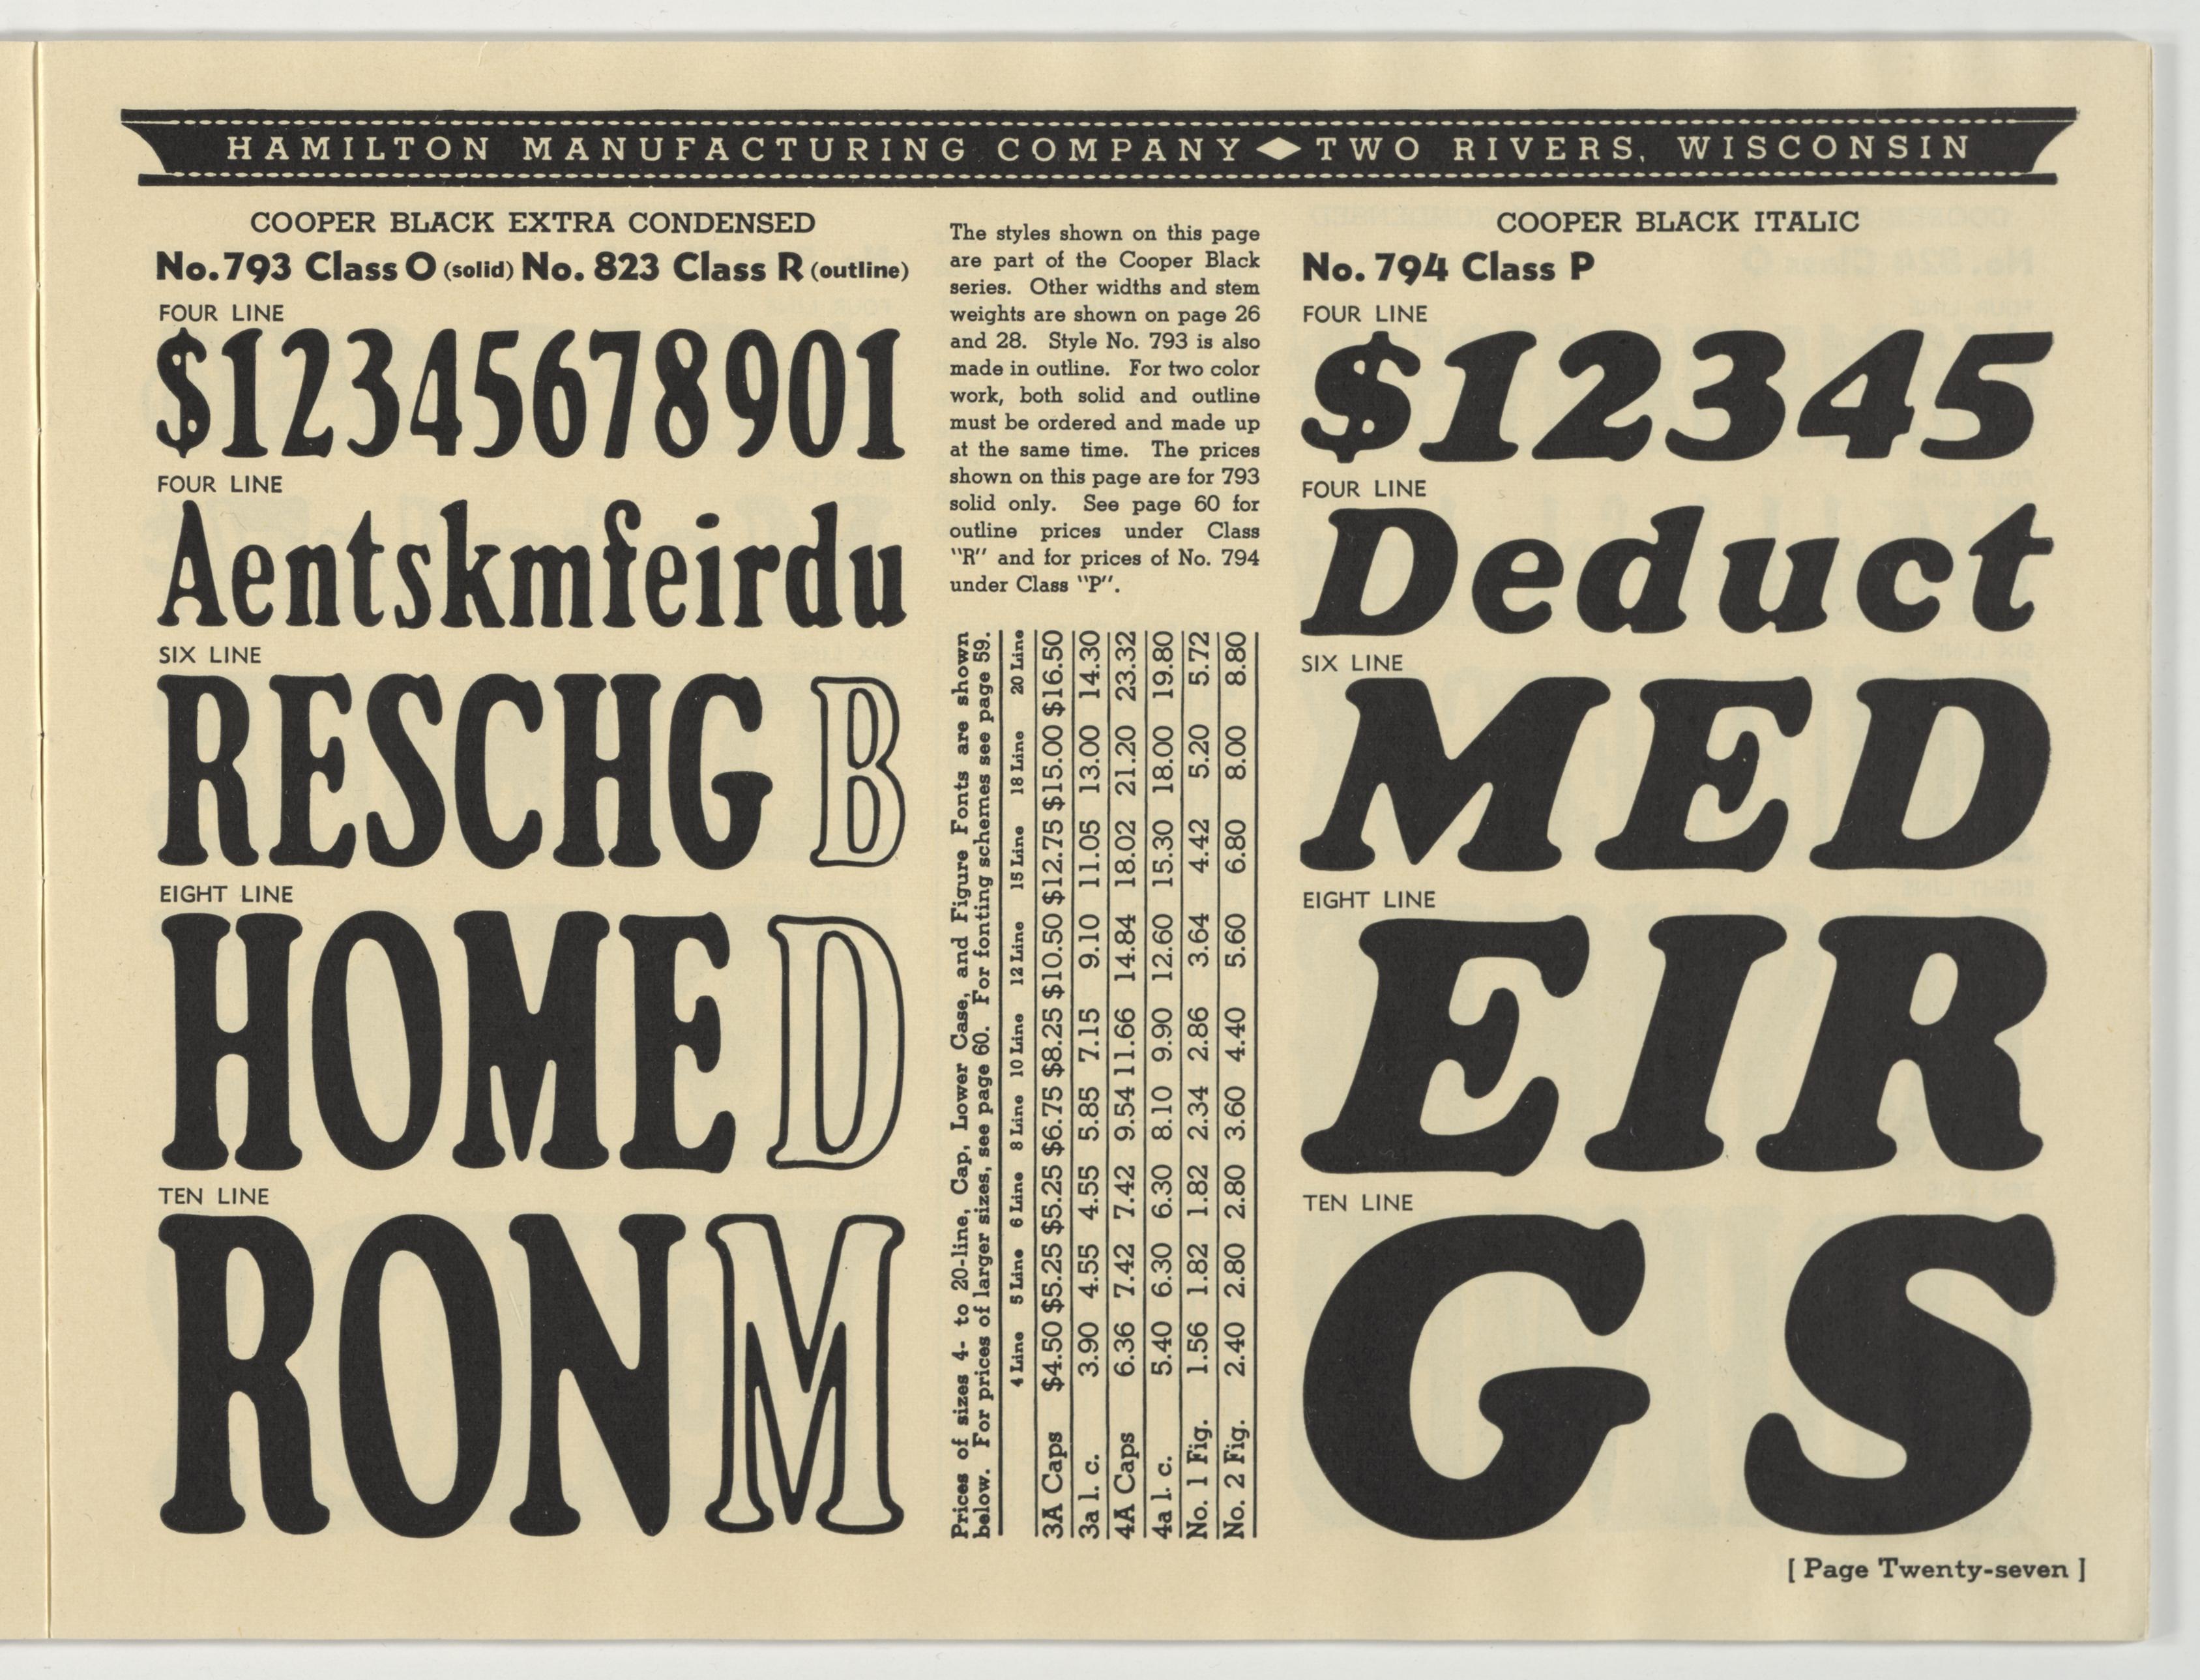 HAMILTON MANUFACTURING COMPANY ◆ TWO RIVERS, WISCONSIN
COOPER BLACK EXTRA CONDENSED
No. 793 Class O (solid) No. 823 Class R (outline)
FOUR LINE
$12345678901
FOUR LINE
Aentskmfeirdu
SIX LINE
RESCHG B
EIGHT LINE
HOME D
TEN LINE
RON M
The styles shown on this page
are part of the Cooper Black
series. Other widths and stem
weights are shown on page 26
and 28. Style No. 793 is also
made in outline. For two color
work, both solid and outline
must be ordered and made up
at the same time. The prices
shown on this page are for 793
solid only. See page 60 for
outline prices under Class
"R" and for prices of No. 794
under Class "P".
Prices of sizes 4- to 20-line, Cap, Lower Case, and Figure Fonts are shown
below. For prices of larger sizes, see page 60. For fonting schemes see page 59.
4 Line 5 Line 6 Line 8 Line 10 Line 12 Line 15 Line 18 Line 20 Line
3A Caps $4.50 $5.25 $5.25 $6.75 $8.25 $10.50 $12.75 $15.00 $16.50
3a l. c. 3.90 4.55 4.55 5.85 7.15 9.10 11.05 13.00 14.30
4A Caps 6.36 7.42 7.42 9.54 11.66 14.84 18.02 21.20 23.32
4a l. c. 5.40 6.30 6.30 8.10 9.90 12.60 15.30 18.00 19.80
No. 1 Fig. 1.56 1.82 1.82 2.34 2.86 3.64 4.42 5.20 5.72
No. 2 Fig. 2.40 2.80 2.80 3.60 4.40 5.60 6.80 8.00 8.80
COOPER BLACK ITALIC
No. 794 Class P
FOUR LINE
$12345
FOUR LINE
Deduct
SIX LINE
MED
EIGHT LINE
EIR
TEN LINE
GS
[ Page Twenty-seven ]